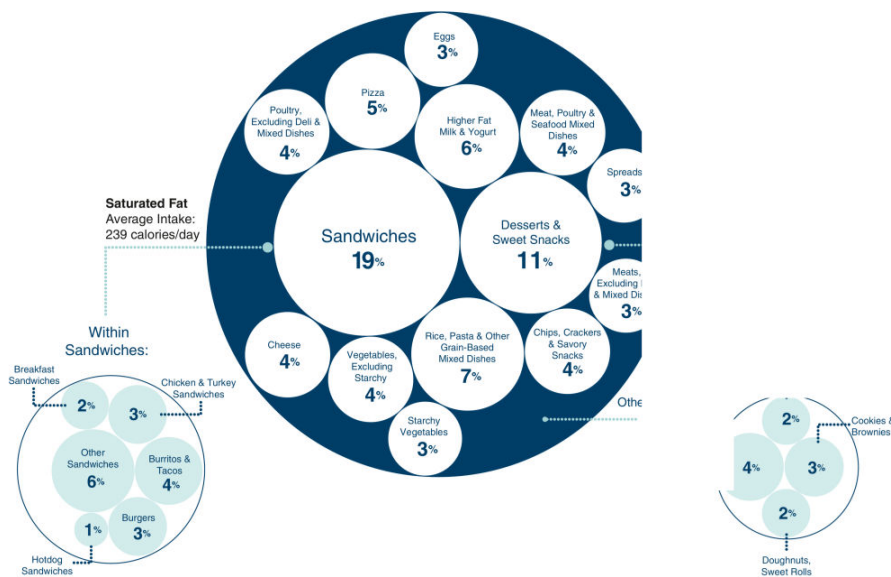 Eggs
3%
Pizza
5%
Poultry,
Excluding Deli &
Mixed Dishes
4%
Higher Fat
Milk & Yogurt
6%
Meat, Poultry &
Seafood Mixed
Dishes
4%
Spreads
3%
Saturated Fat
Average Intake:
239 calories/day
Sandwiches
19%
Desserts &
Sweet Snacks
11%
Meats,
Excluding
& Mixed
3%
Cheese
4%
Vegetables,
Excluding
Starchy
4%
Rice, Pasta & Other
Grain-Based
Mixed Dishes
7%
Chips, Crackers
& Savory
Snacks
4%
Starchy
Vegetables
3%
Within
Sandwiches:
Breakfast
Sandwiches
2%
Chicken & Turkey
Sandwiches
3%
Other
Sandwiches
6%
Burritos &
Tacos
4%
Burgers
3%
1%
Hotdog
Sandwiches
2%
Cookies &
Brownies
4%
3%
2%
Doughnuts,
Sweet Rolls